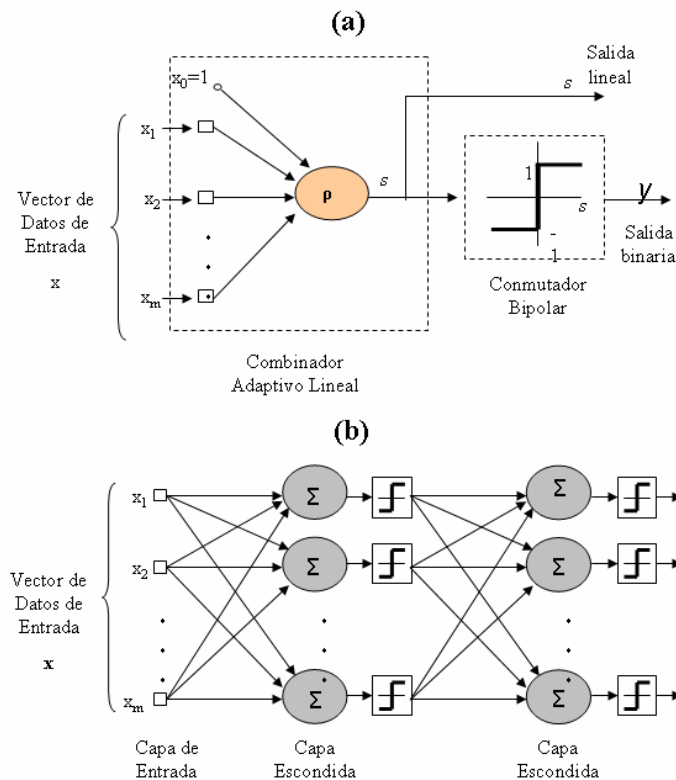 (a)
Salida
lineal
x0=1
s
x1
1
Vector de
Datos de
Entrada
x
x2
ρ
s
s
y
-
1
Salida
binaria
xm
Conmutador
Bipolar
Combinador
Adaptivo Lineal
(b)
x1
Σ
Σ
x2
Σ
Σ
Vector de
Datos de
Entrada
x
xm
Σ
Σ
Capa de
Entrada
Capa
Escondida
Capa
Escondida